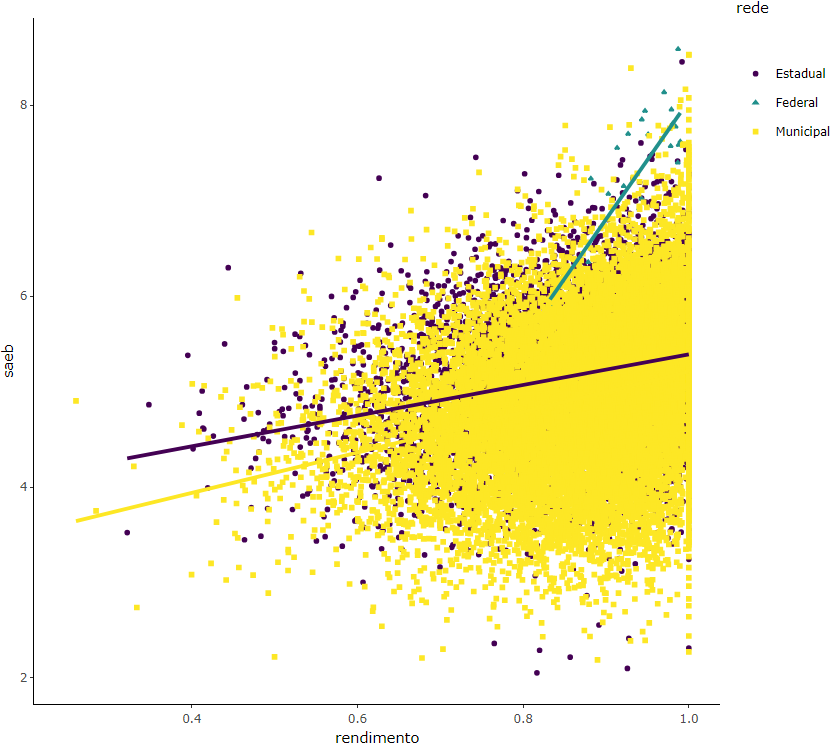 rede
Estadual
Federal
Municipal
8
6
4
2
saeb
0.4
0.6
0.8
1.0
rendimento